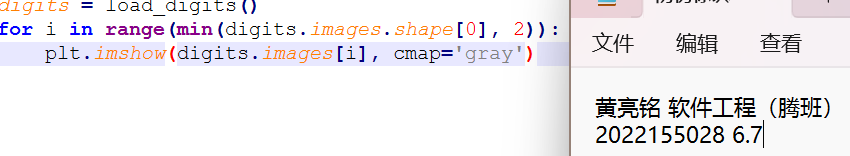 digits = load_digits()
for i in range(min(digits.images.shape[0], 2)):
    plt.imshow(digits.images[i], cmap='gray')
文件 编辑 查看
黄亮铭 软件工程（腾班）
2022155028 6.7